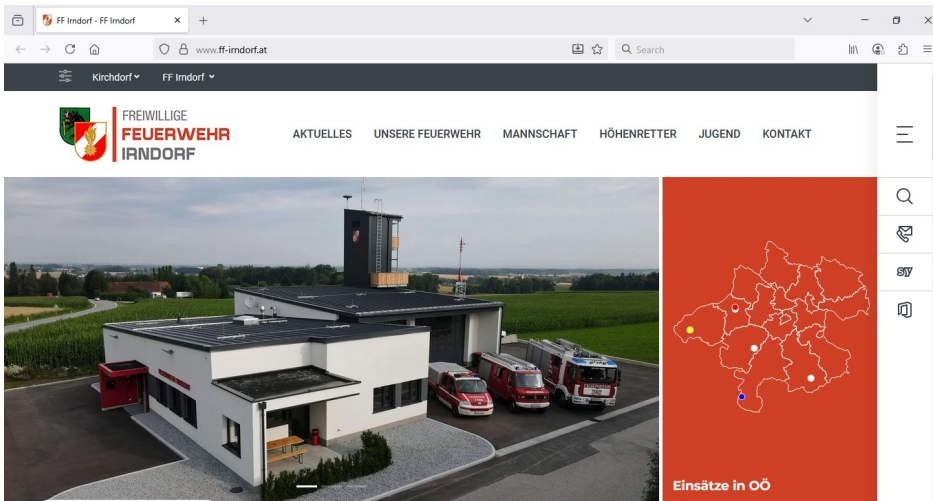 FF Irndorf - FF Irndorf
www.ff-irndorf.at
Search
Kirchdorf
FF Irndorf
FREIWILLIGE
FEUERWEHR
IRNDORF
AKTUELLES UNSERE FEUERWEHR MANNSCHAFT HÖHENRETTER JUGEND KONTAKT
sy
Einsätze in OÖ